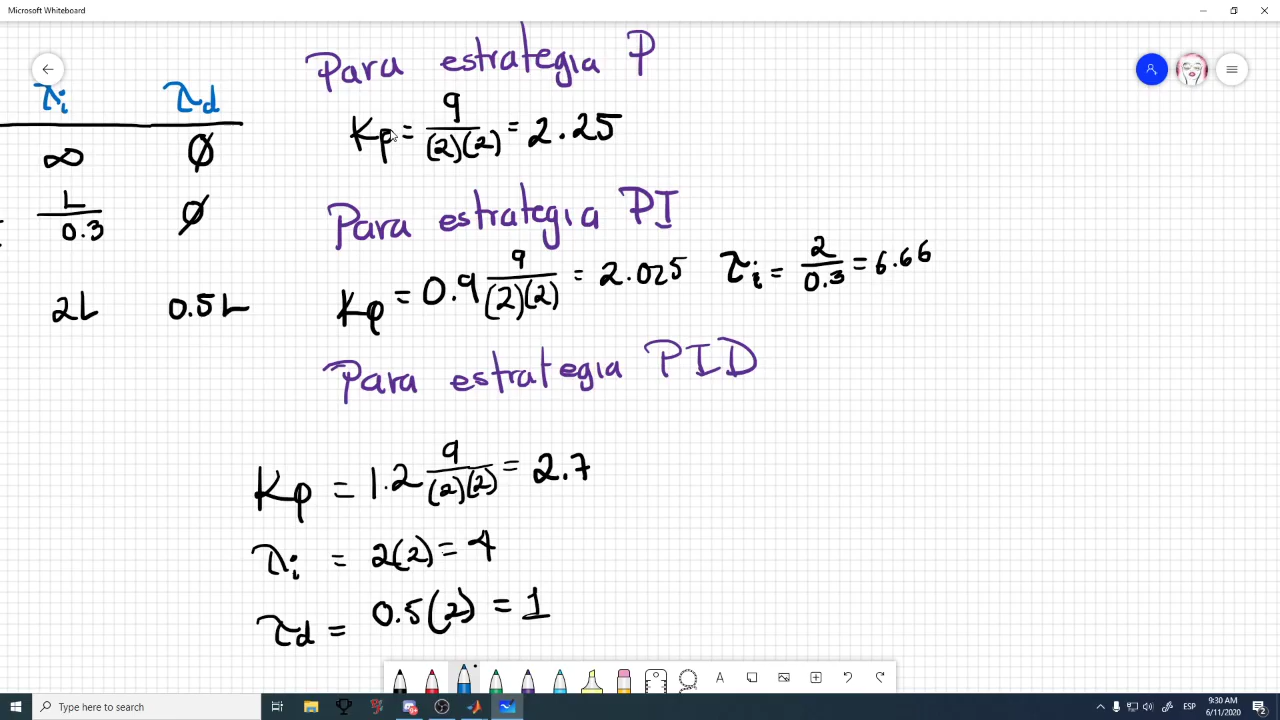 Microsoft Whiteboard
Para estrategia P
τi τd
Kp = 9/(2)(2) = 2.25
∞ Ø
Para estrategia PI
L/0.3 Ø
Kp = 0.9 9/(2)(2) = 2.025 τi = 2/0.3 = 6.66
2L 0.5L
Para estrategia PID
Kp = 1.2 9/(2)(2) = 2.7
τi = 2(2) = 4
τd = 0.5(2) = 1
Type here to search
ESP
9:30 AM
6/11/2020
2